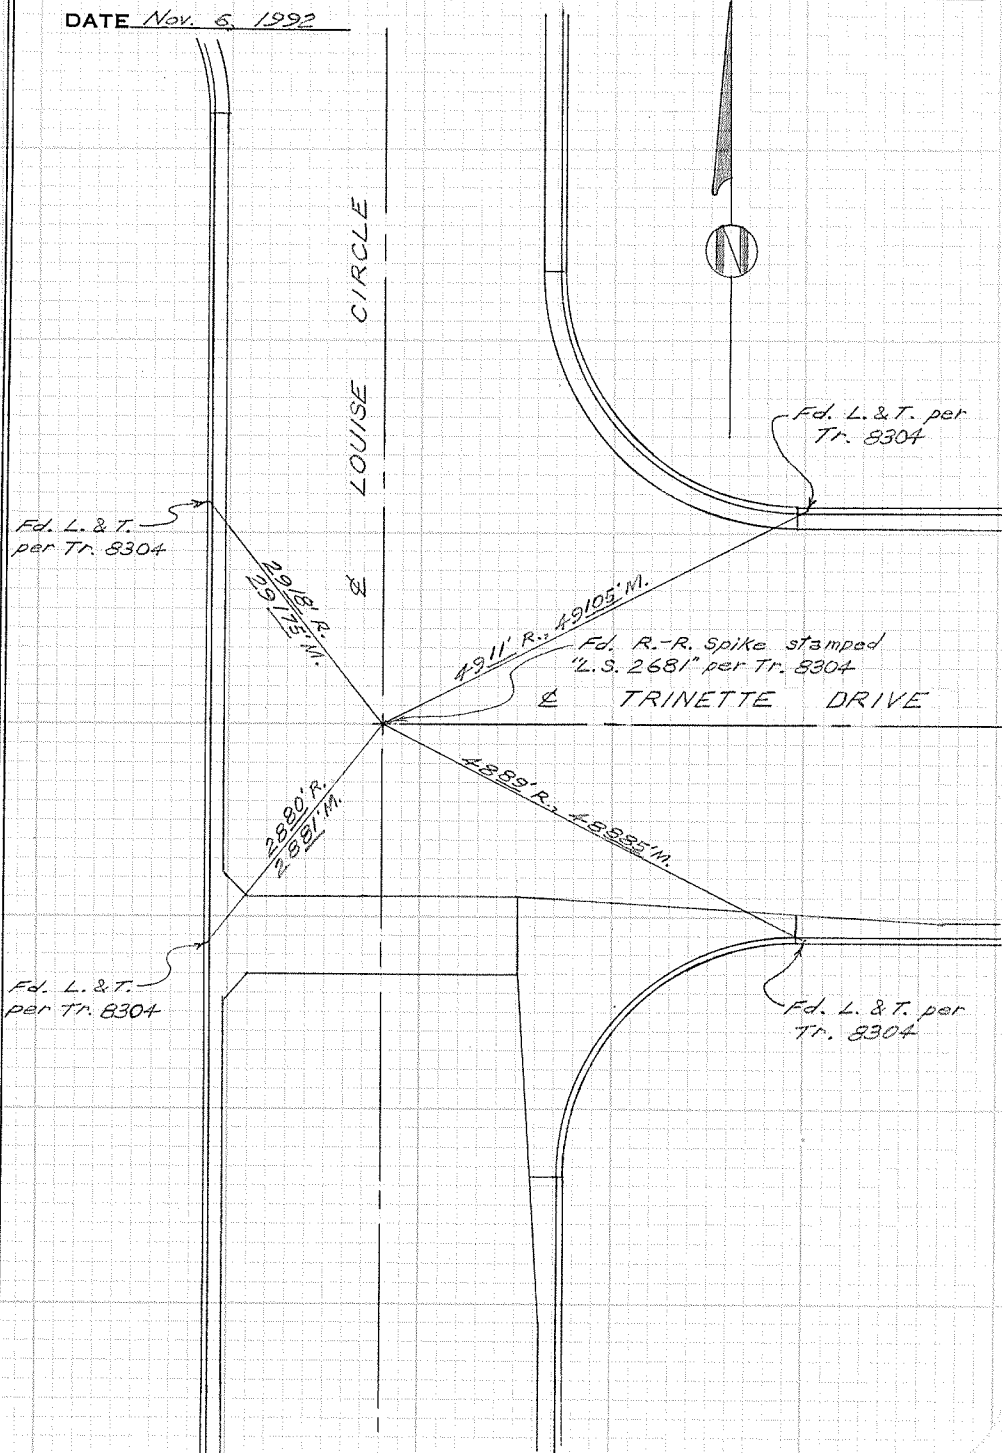 DATE Nov. 6, 1992
LOUISE CIRCLE
℄
N
Fd. L. & T. per
Tr. 8304
Fd. L. & T.
per Tr. 8304
29.18' R.
29.175' M.
49.11' R., 49.105' M.
Fd. R.-R. Spike stamped
"L.S. 2681" per Tr. 8304
℄ TRINETTE DRIVE
28.80' R.
28.81' M.
48.89' R., 48.885' M.
Fd. L. & T.
per Tr. 8304
Fd. L. & T. per
Tr. 8304